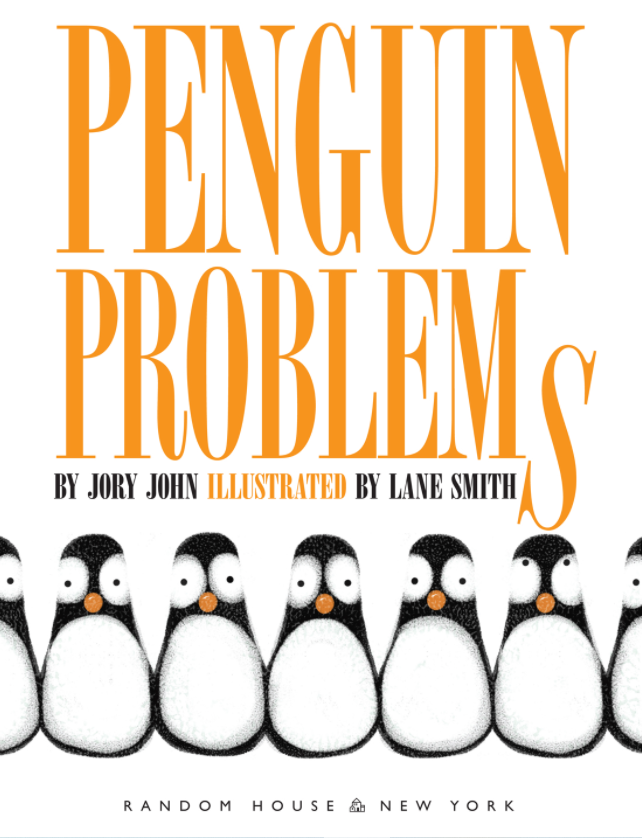 PENGUIN
PROBLEMS
BY JORY JOHN ILLUSTRATED BY LANE SMITH
RANDOM HOUSE NEW YORK